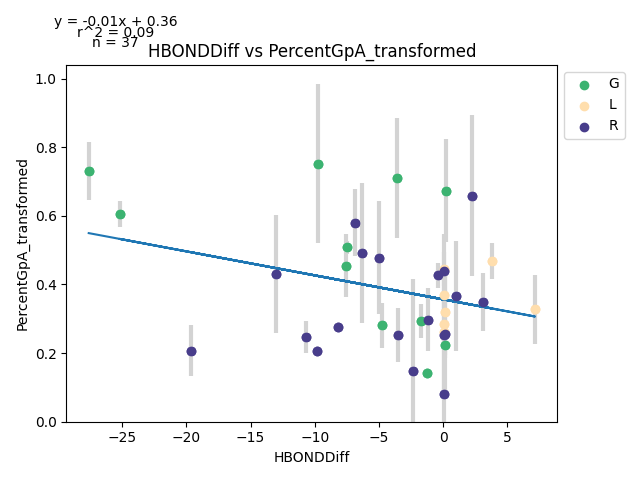 y = -0.01x + 0.36
r^2 = 0.09
n = 37
HBONDDiff vs PercentGpA_transformed
1.0
0.8
0.6
0.4
0.2
0.0
PercentGpA_transformed
−25
−20
−15
−10
−5
0
5
HBONDDiff
G
L
R